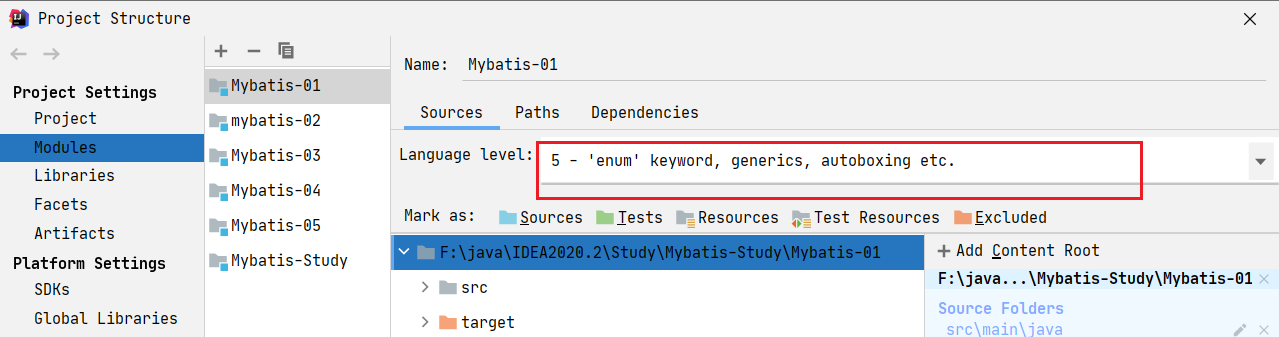 Project Structure
Project Settings
Project
Modules
Libraries
Facets
Artifacts
Platform Settings
SDKs
Global Libraries
Mybatis-01
mybatis-02
Mybatis-03
Mybatis-04
Mybatis-05
Mybatis-Study
Name: Mybatis-01
Sources Paths Dependencies
Language level: 5 - 'enum' keyword, generics, autoboxing etc.
Mark as: Sources Tests Resources Test Resources Excluded
F:\java\IDEA2020.2\Study\Mybatis-Study\Mybatis-01
src
target
+ Add Content Root
F:\java...\Mybatis-Study\Mybatis-01
Source Folders
src\main\java